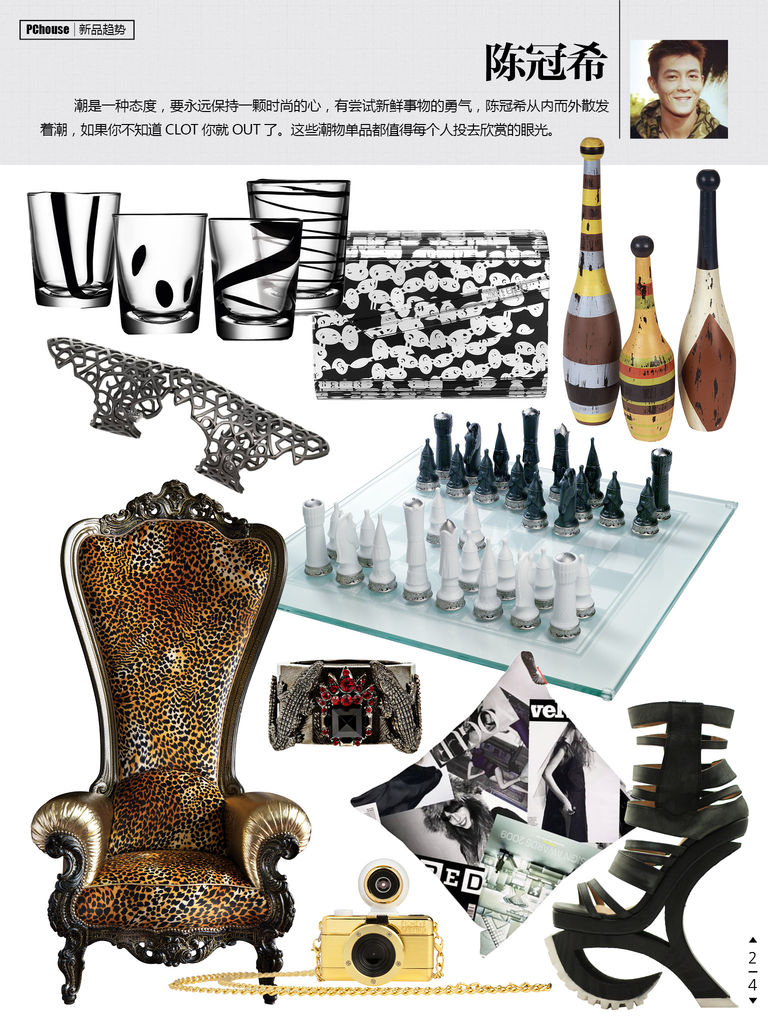 PChouse 新品趋势
陈冠希
潮是一种态度，要永远保持一颗时尚的心，有尝试新鲜事物的勇气，陈冠希从内而外散发
着潮，如果你不知道 CLOT 你就 OUT 了。这些潮物单品都值得每个人投去欣赏的眼光。
2
4